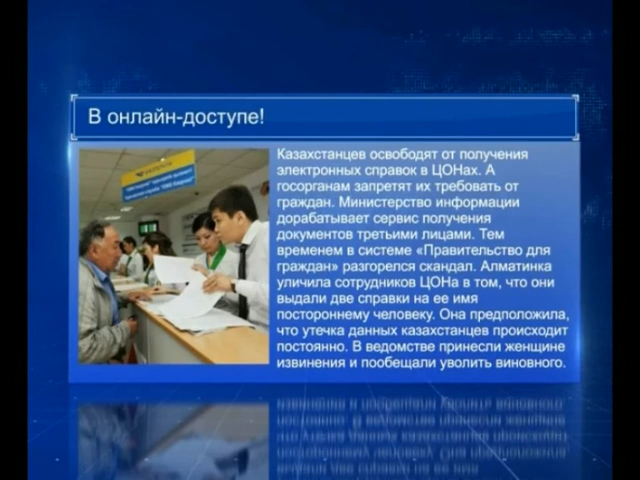 В онлайн-доступе!
Казахстанцев освободят от получения
электронных справок в ЦОНах. А
госорганам запретят их требовать от
граждан. Министерство информации
дорабатывает сервис получения
документов третьими лицами. Тем
временем в системе «Правительство для
граждан» разгорелся скандал. Алматинка
уличила сотрудников ЦОНа в том, что они
выдали две справки на ее имя
постороннему человеку. Она предположила,
что утечка данных казахстанцев происходит
постоянно. В ведомстве принесли женщине
извинения и пообещали уволить виновного.